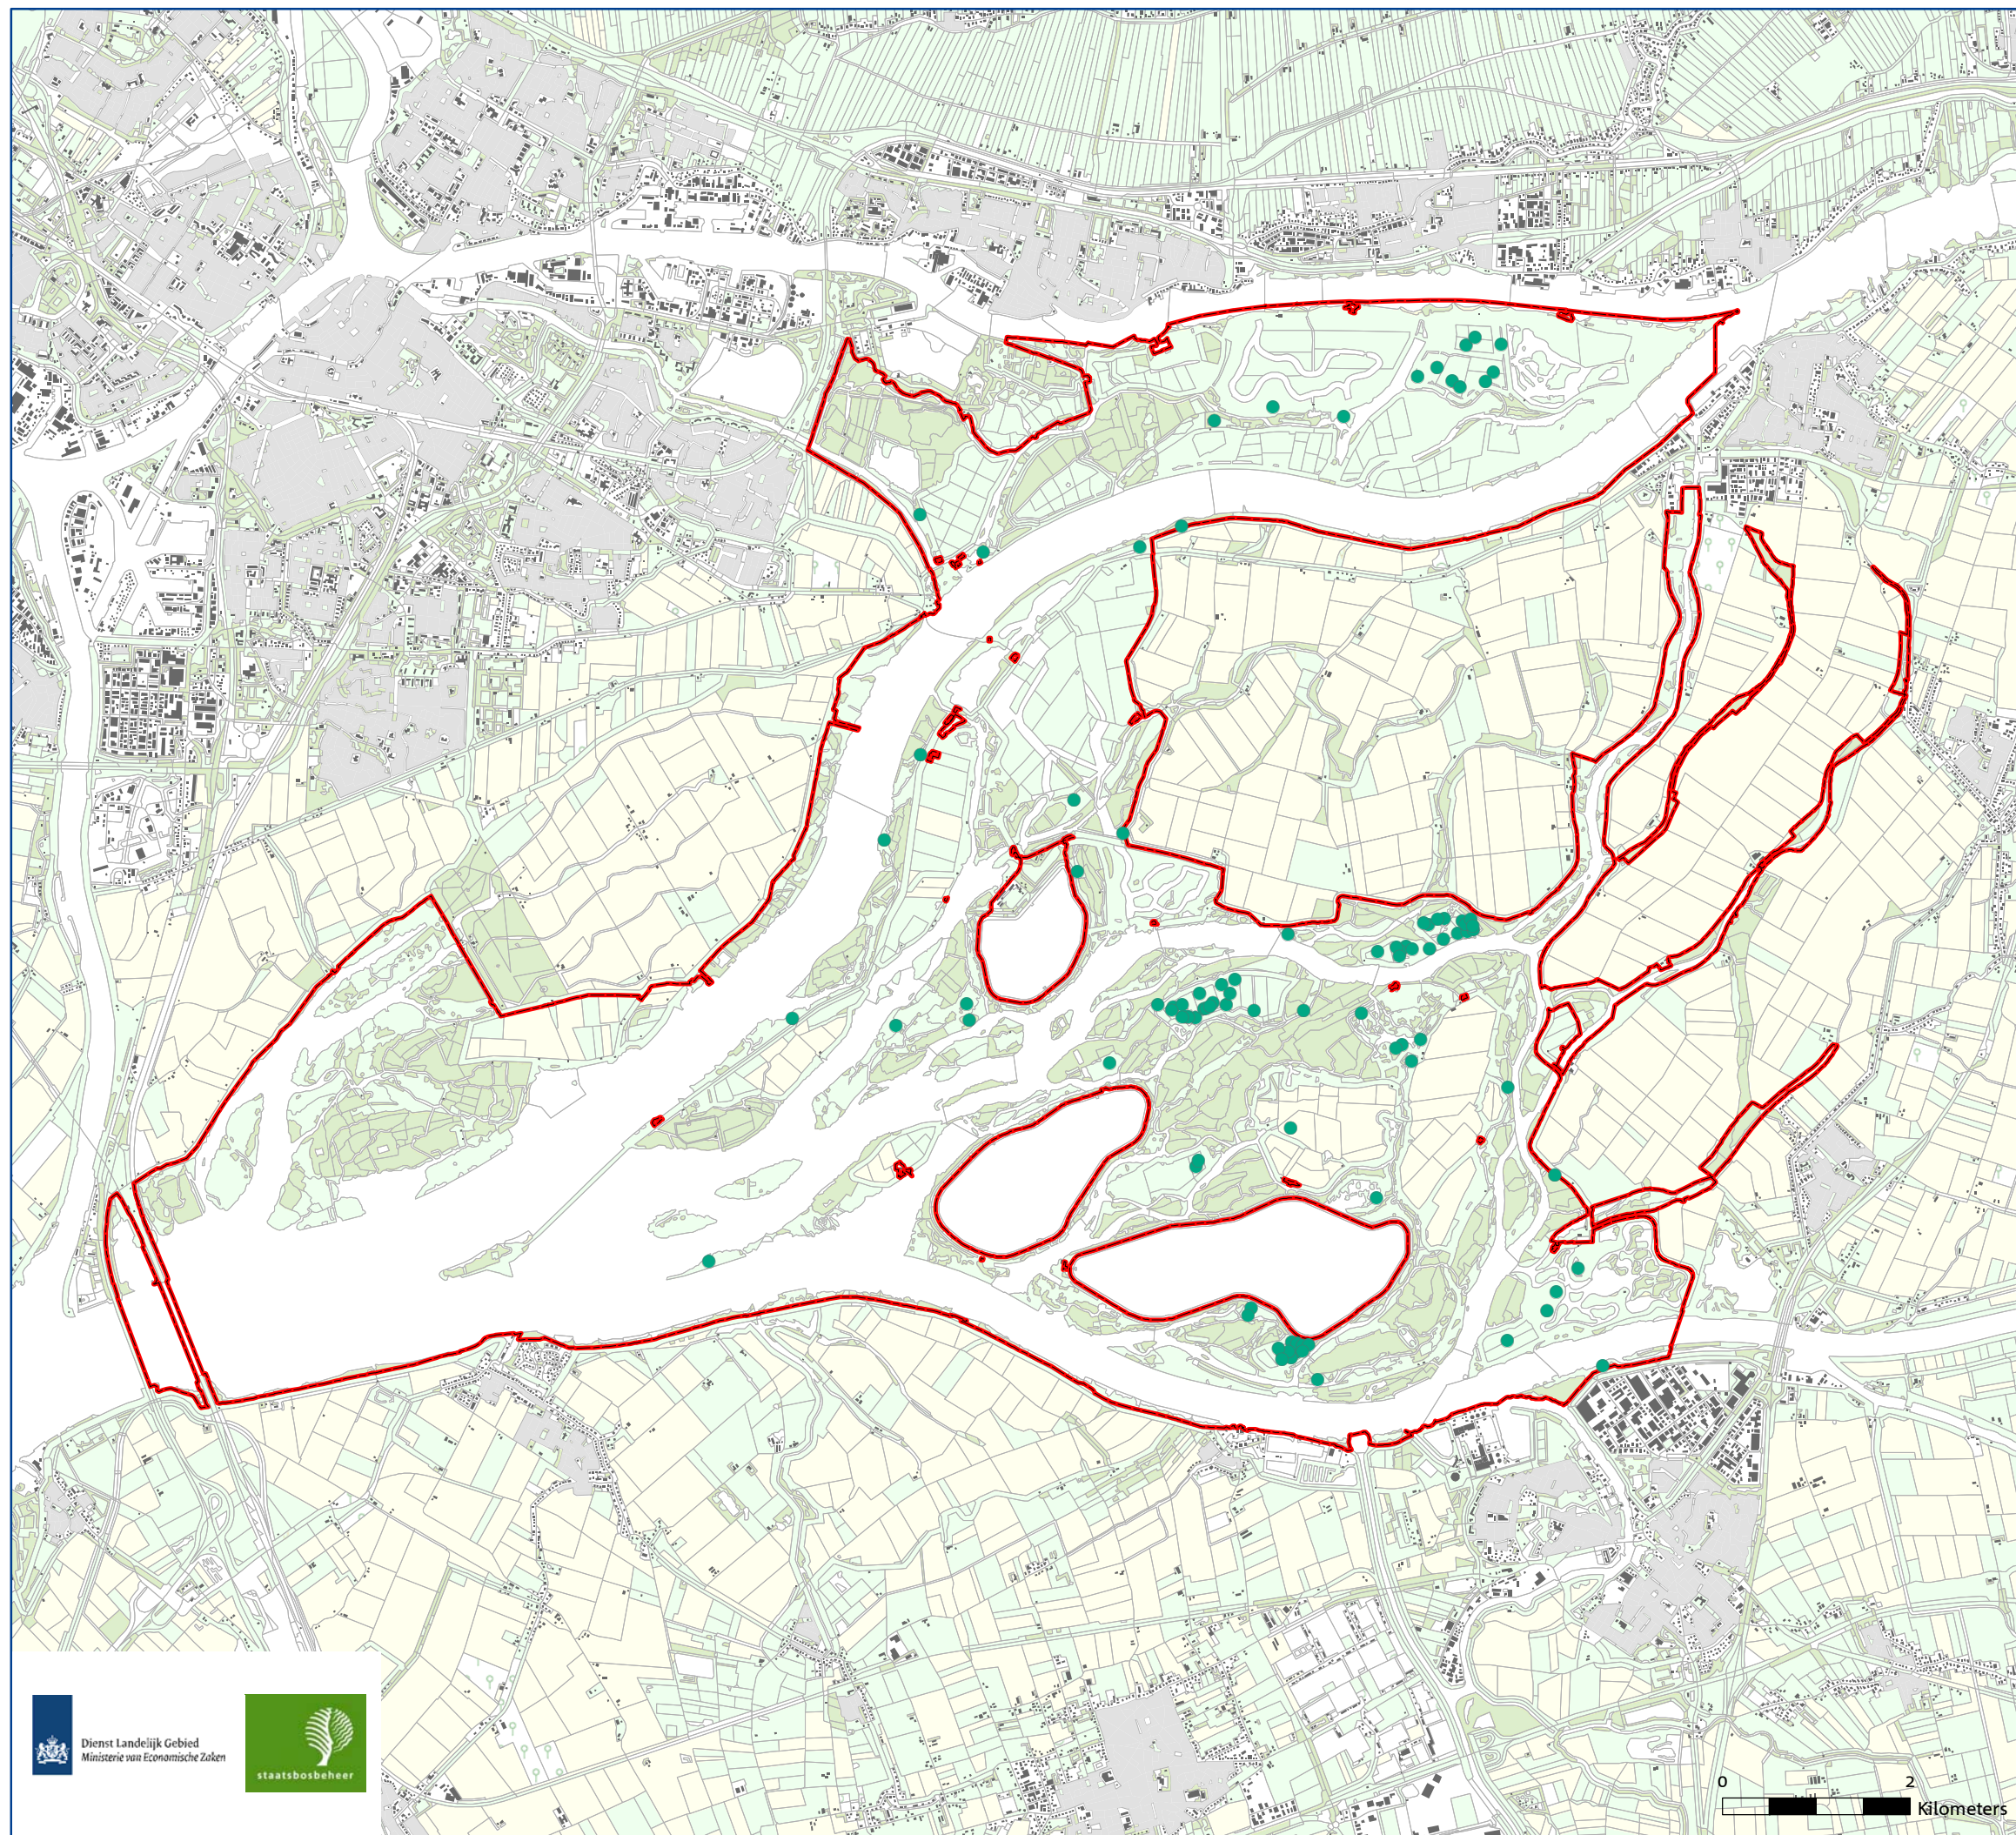 Dienst Landelijk Gebied
Ministerie van Economische Zaken
staatsbosbeheer
0 2
Kilometers